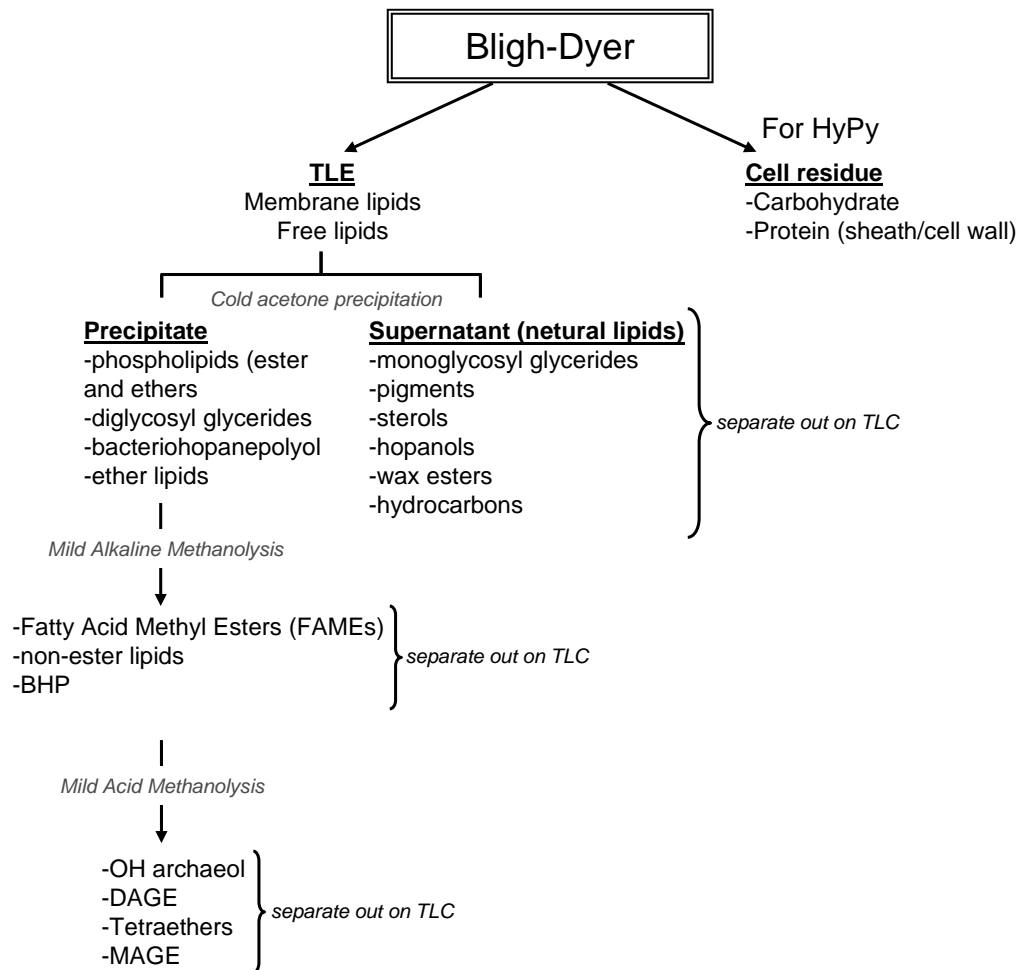 Bligh-Dyer
For HyPy
TLE
Membrane lipids
Free lipids
Cell residue
-Carbohydrate
-Protein (sheath/cell wall)
Cold acetone precipitation
Precipitate
-phospholipids (ester
and ethers
-diglycosyl glycerides
-bacteriohopanepolyol
-ether lipids
Supernatant (netural lipids)
-monoglycosyl glycerides
-pigments
-sterols
-hopanols
-wax esters
-hydrocarbons
separate out on TLC
Mild Alkaline Methanolysis
-Fatty Acid Methyl Esters (FAMEs)
-non-ester lipids
-BHP
separate out on TLC
Mild Acid Methanolysis
-OH archaeol
-DAGE
-Tetraethers
-MAGE
separate out on TLC